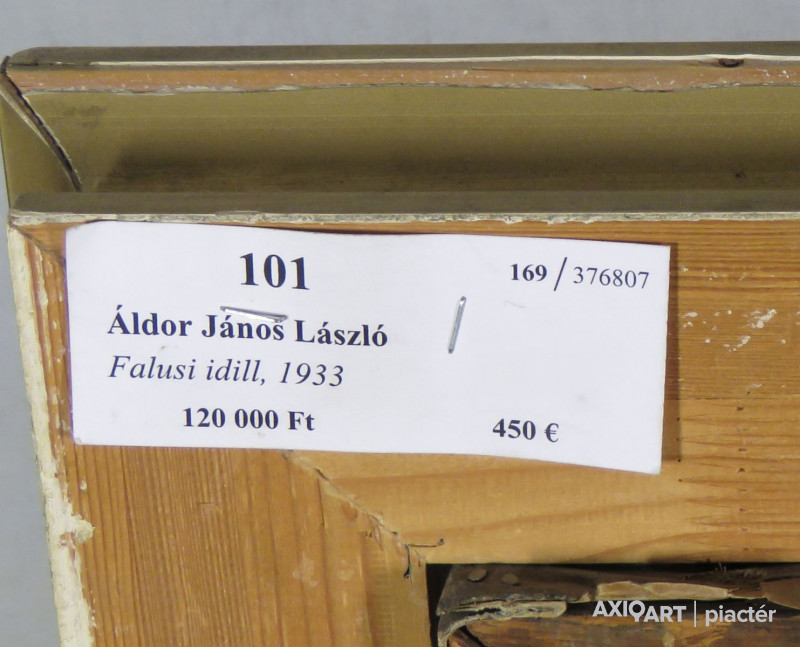 101
169 / 376807
Áldor János László
Falusi idill, 1933
120 000 Ft
450 €
AXIOART | piactér